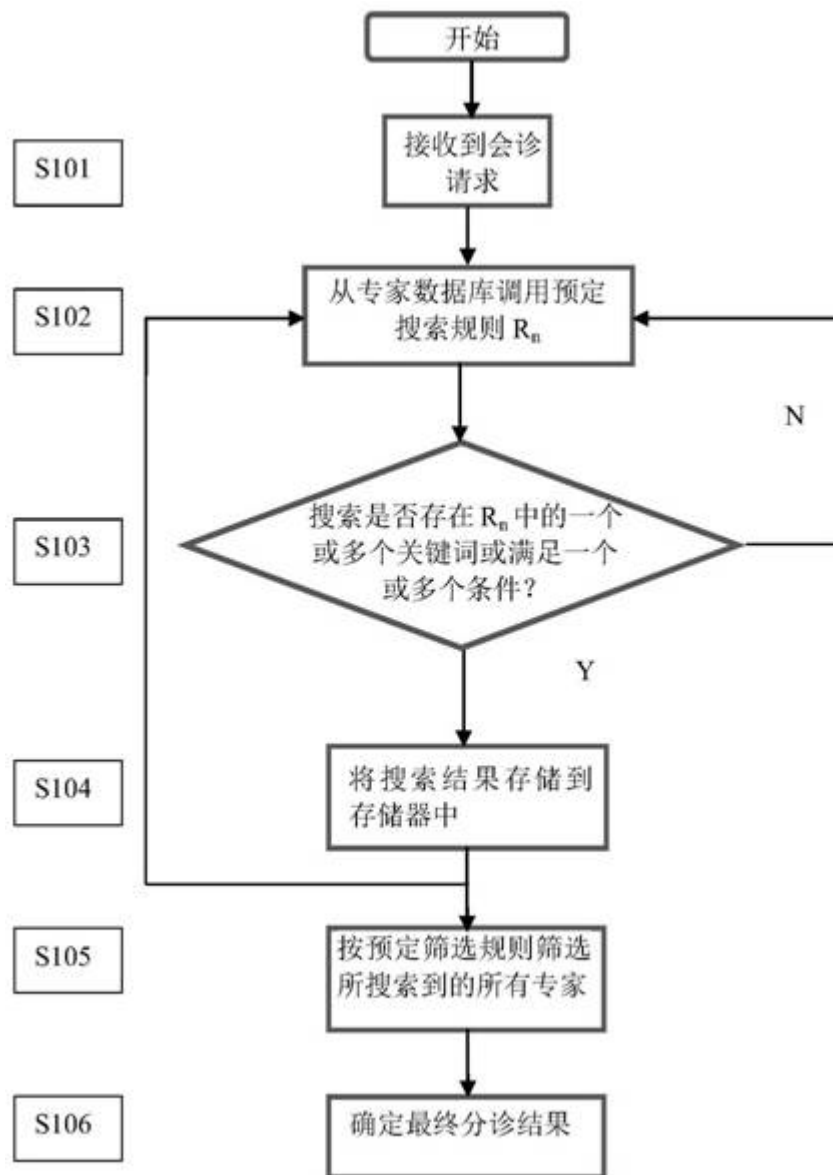 开始
S101
接收到会诊
请求
S102
从专家数据库调用预定
搜索规则 Rn
N
S103
搜索是否存在 Rn 中的一个
或多个关键词或满足一个
或多个条件？
Y
S104
将搜索结果存储到
存储器中
S105
按预定筛选规则筛选
所搜索到的所有专家
S106
确定最终分诊结果